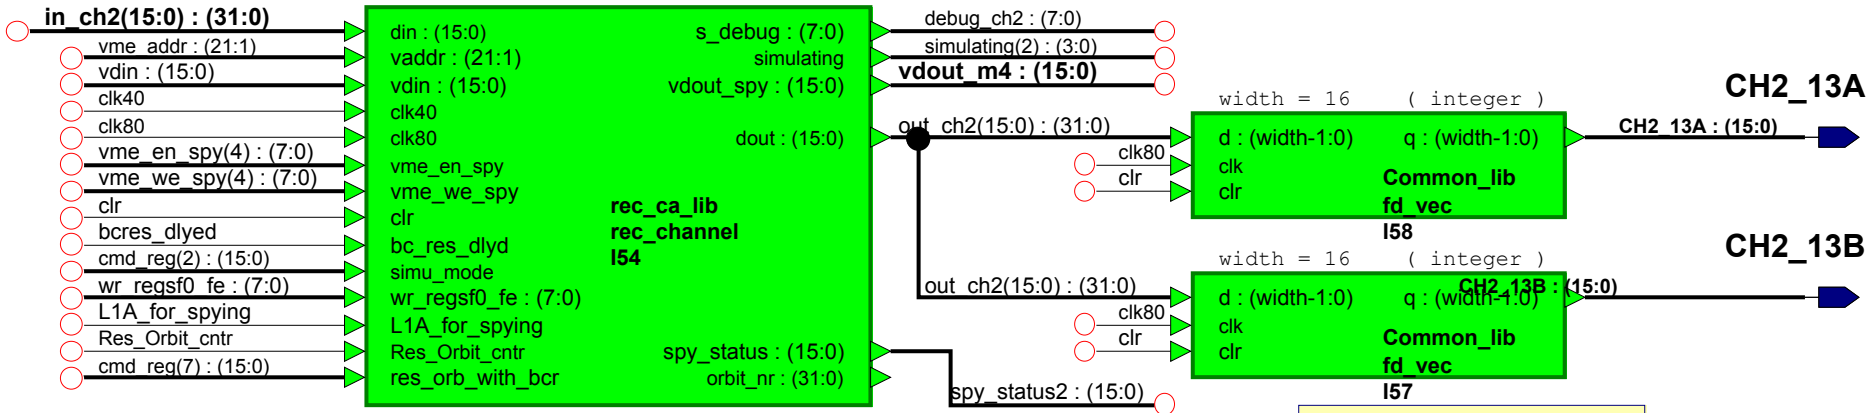 in_ch2(15:0) : (31:0)
vme_addr : (21:1)
vdin : (15:0)
clk40
clk80
vme_en_spy(4) : (7:0)
vme_we_spy(4) : (7:0)
clr
bcres_dlyed
cmd_reg(2) : (15:0)
wr_regsf0_fe : (7:0)
L1A_for_spying
Res_Orbit_cntr
cmd_reg(7) : (15:0)
din : (15:0)
vaddr : (21:1)
vdin : (15:0)
clk40
clk80
vme_en_spy
vme_we_spy
clr
bc_res_dlyd
simu_mode
wr_regsf0_fe : (7:0)
L1A_for_spying
Res_Orbit_cntr
res_orb_with_bcr
rec_ca_lib
rec_channel
I54
s_debug : (7:0)
simulating
vdout_spy : (15:0)
dout : (15:0)
spy_status : (15:0)
orbit_nr : (31:0)
debug_ch2 : (7:0)
simulating(2) : (3:0)
vdout_m4 : (15:0)
out_ch2(15:0) : (31:0)
out_ch2(15:0) : (31:0)
spy_status2 : (15:0)
width = 16 ( integer )
clk80
clr
d : (width-1:0) q : (width-1:0)
clk
clr
Common_lib
fd_vec
I58
CH2_13A
CH2_13A : (15:0)
width = 16 ( integer )
clk80
clr
d : (width-1:0) q : (width-1:0)
clk
clr
Common_lib
fd_vec
I57
CH2_13B
CH2_13B : (15:0)